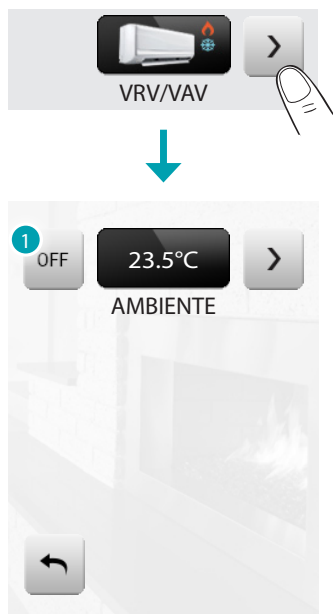 VRV/VAV
1
OFF
23.5°C
AMBIENTE